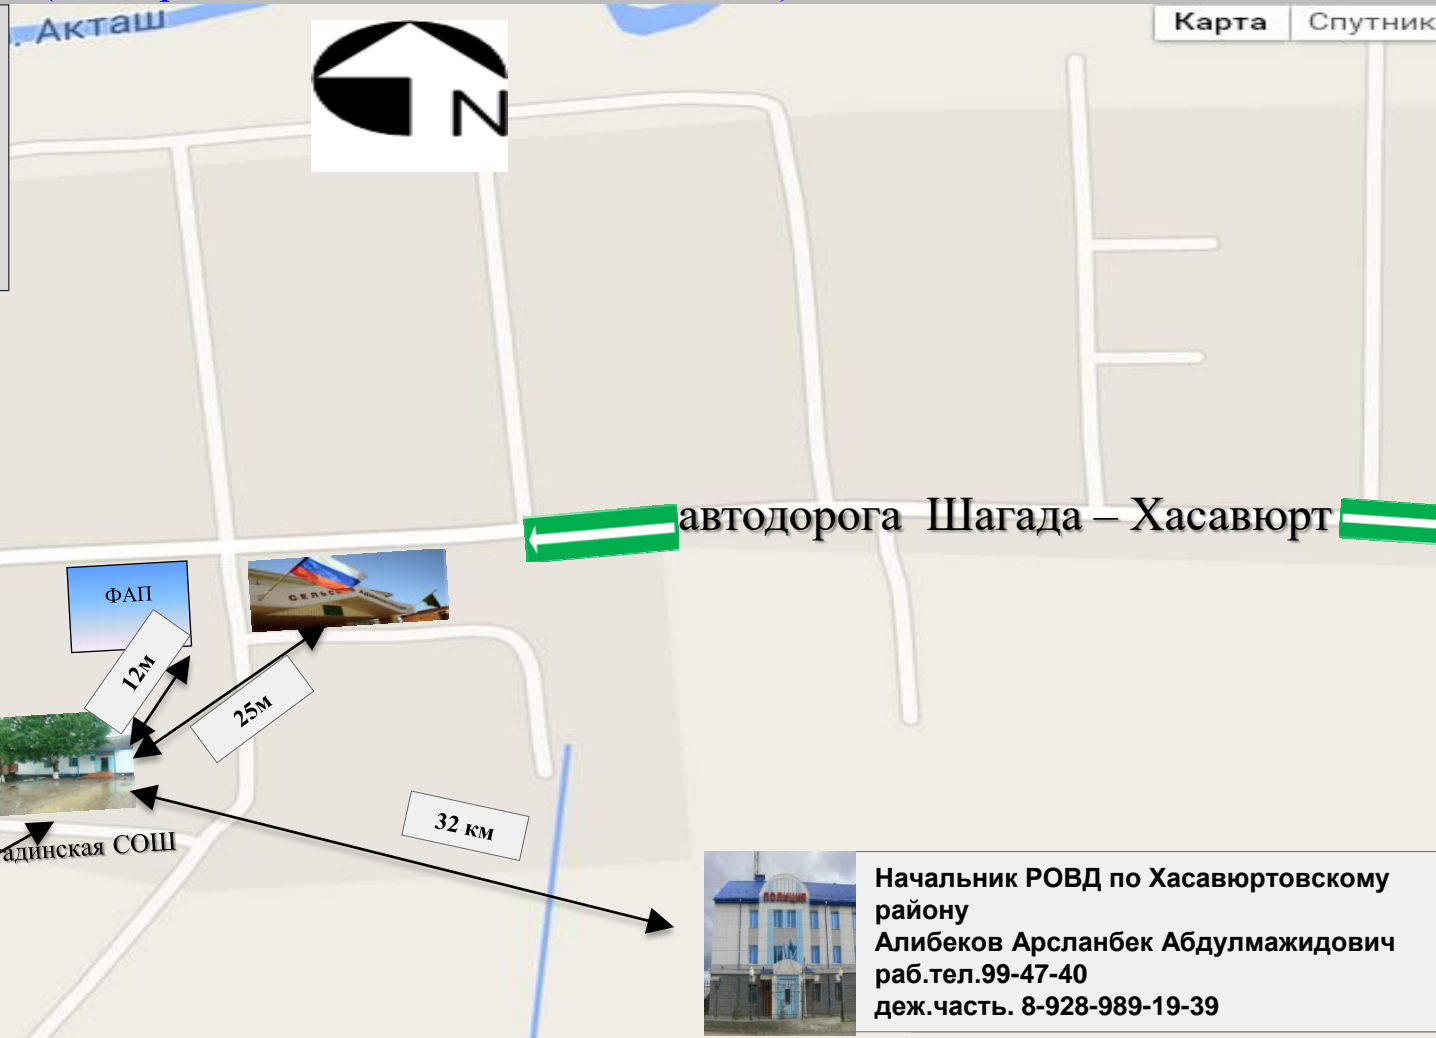 р. Акташ
Карта
Спутник
N
автодорога Шагада – Хасавюрт
ФАП
12м
25м
32 км
адинская СОШ
ПОЛИЦИЯ
Начальник РОВД по Хасавюртовскому
району
Алибеков Арсланбек Абдулмажидович
раб.тел.99-47-40
деж.часть. 8-928-989-19-39